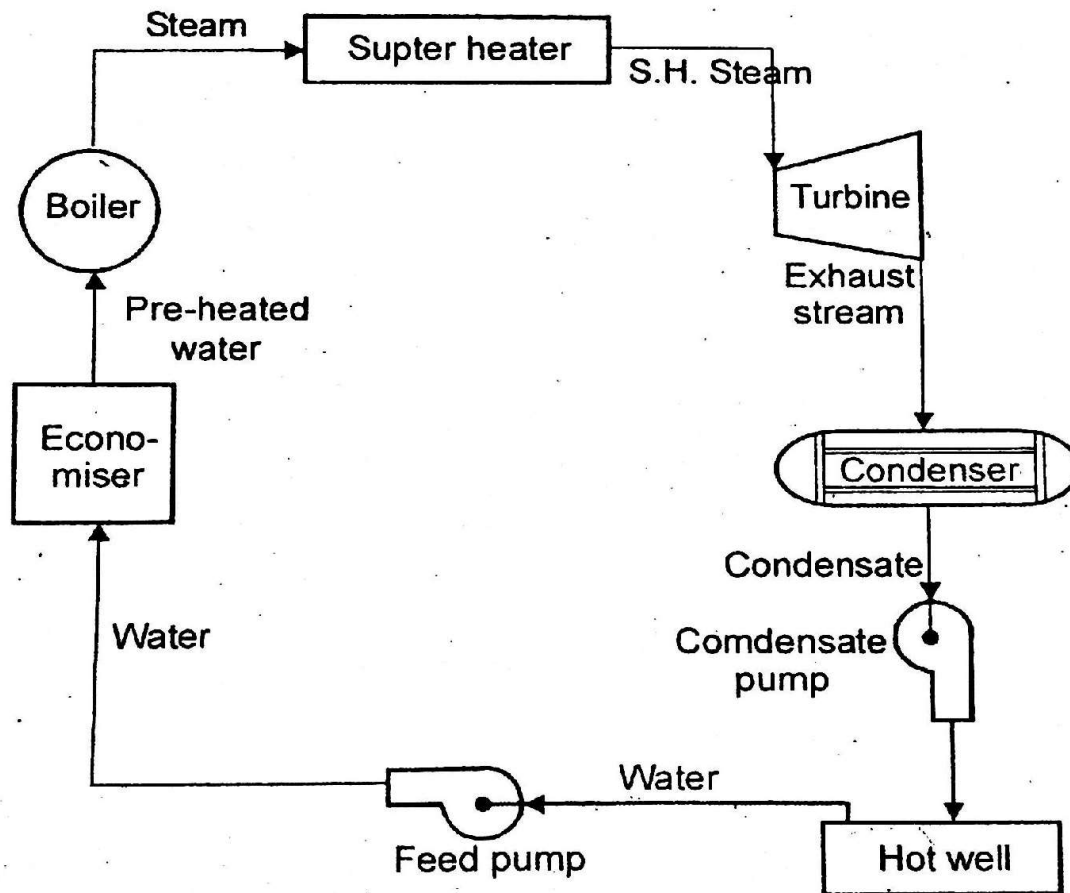 Steam
Supter heater
S.H. Steam
Boiler
Turbine
Exhaust
stream
Pre-heated
water
Econo-
miser
Condenser
Condensate
Comdensate
pump
Water
Water
Feed pump
Hot well